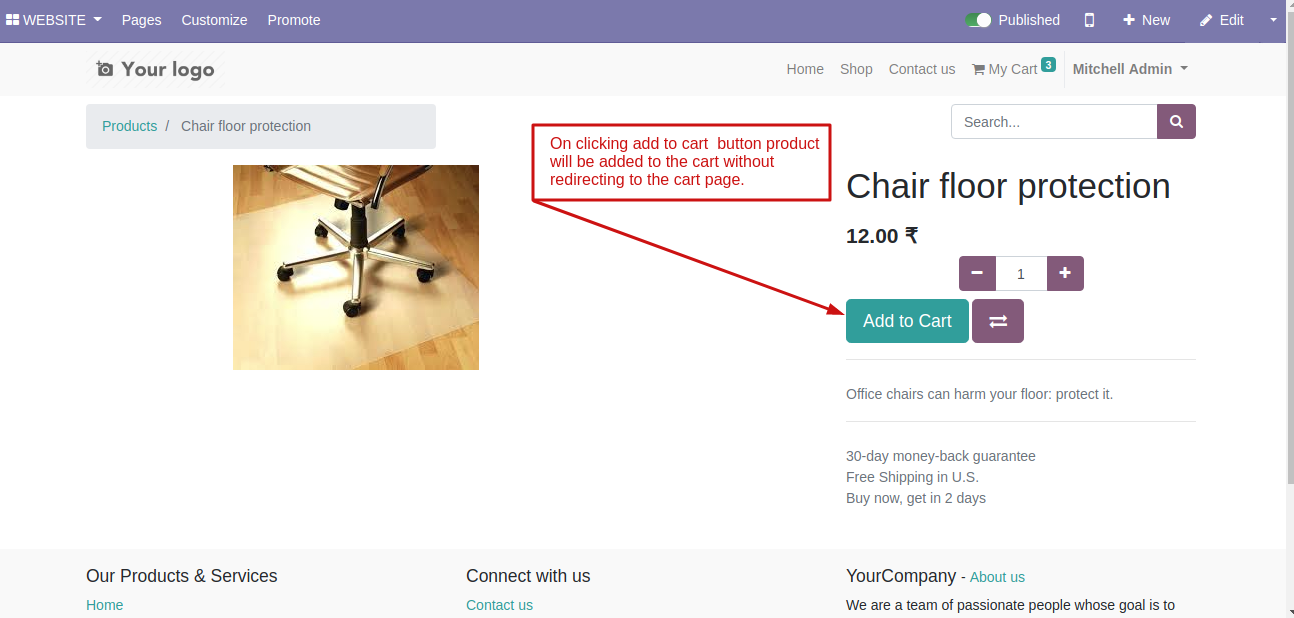 WEBSITE Pages Customize Promote Published New Edit
Your logo Home Shop Contact us My Cart 3 Mitchell Admin
Products / Chair floor protection
Search...
On clicking add to cart  button product
will be added to the cart without
redirecting to the cart page.
Chair floor protection
12.00 ₹
1
Add to Cart
Office chairs can harm your floor: protect it.
30-day money-back guarantee
Free Shipping in U.S.
Buy now, get in 2 days
Our Products & Services
Home
Connect with us
Contact us
YourCompany - About us
We are a team of passionate people whose goal is to